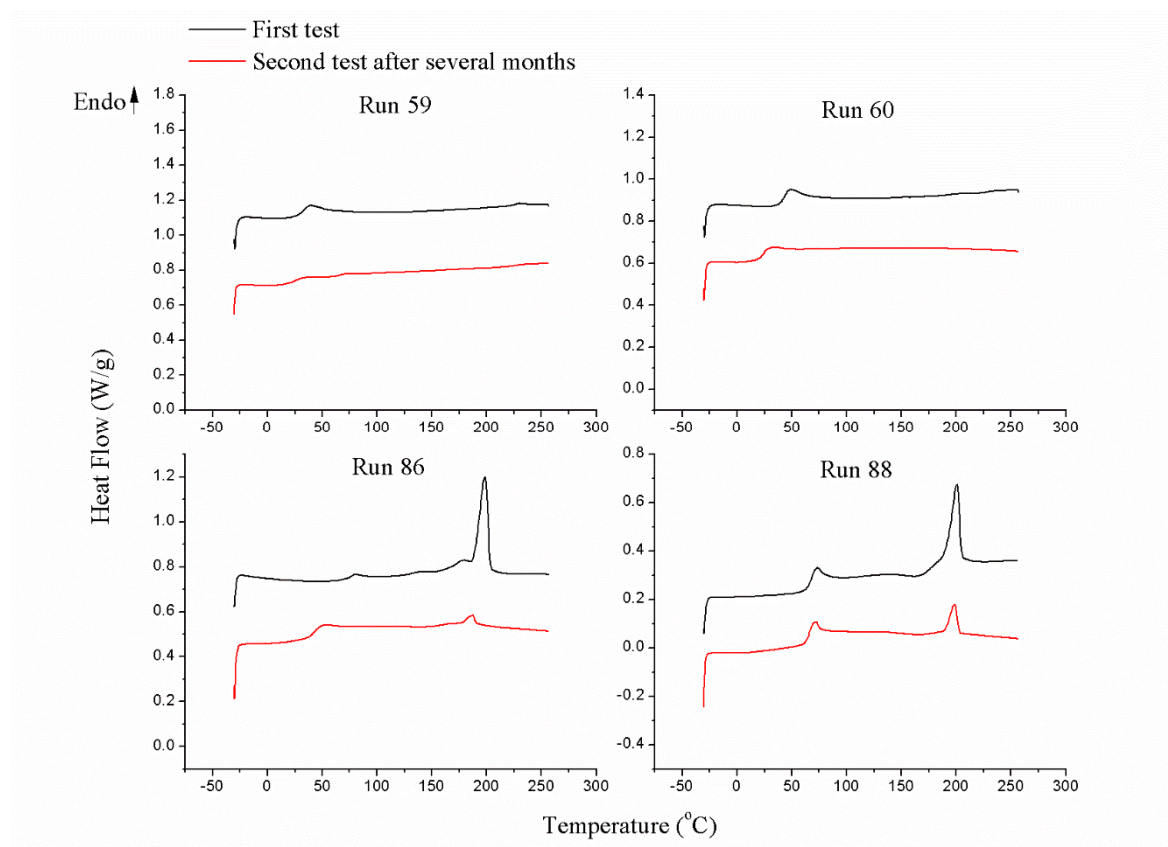 First test
Second test after several months
Endo
Run 59
1.8
1.6
1.4
1.2
1.0
0.8
0.6
0.4
0.2
0.0
-50 0 50 100 150 200 250 300
Run 60
1.4
1.2
1.0
0.8
0.6
0.4
0.2
0.0
-50 0 50 100 150 200 250 300
Heat Flow (W/g)
Run 86
1.2
1.0
0.8
0.6
0.4
0.2
0.0
-50 0 50 100 150 200 250 300
Run 88
0.8
0.6
0.4
0.2
0.0
-0.2
-0.4
-50 0 50 100 150 200 250 300
Temperature (°C)